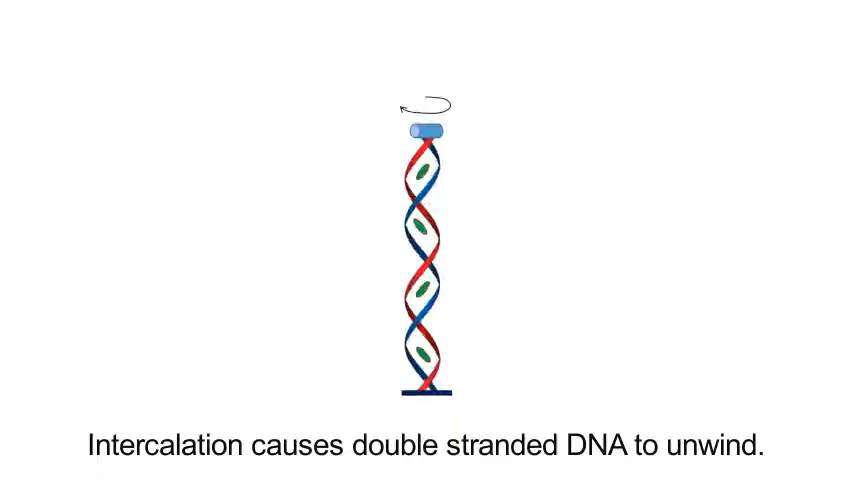 Intercalation causes double stranded DNA to unwind.